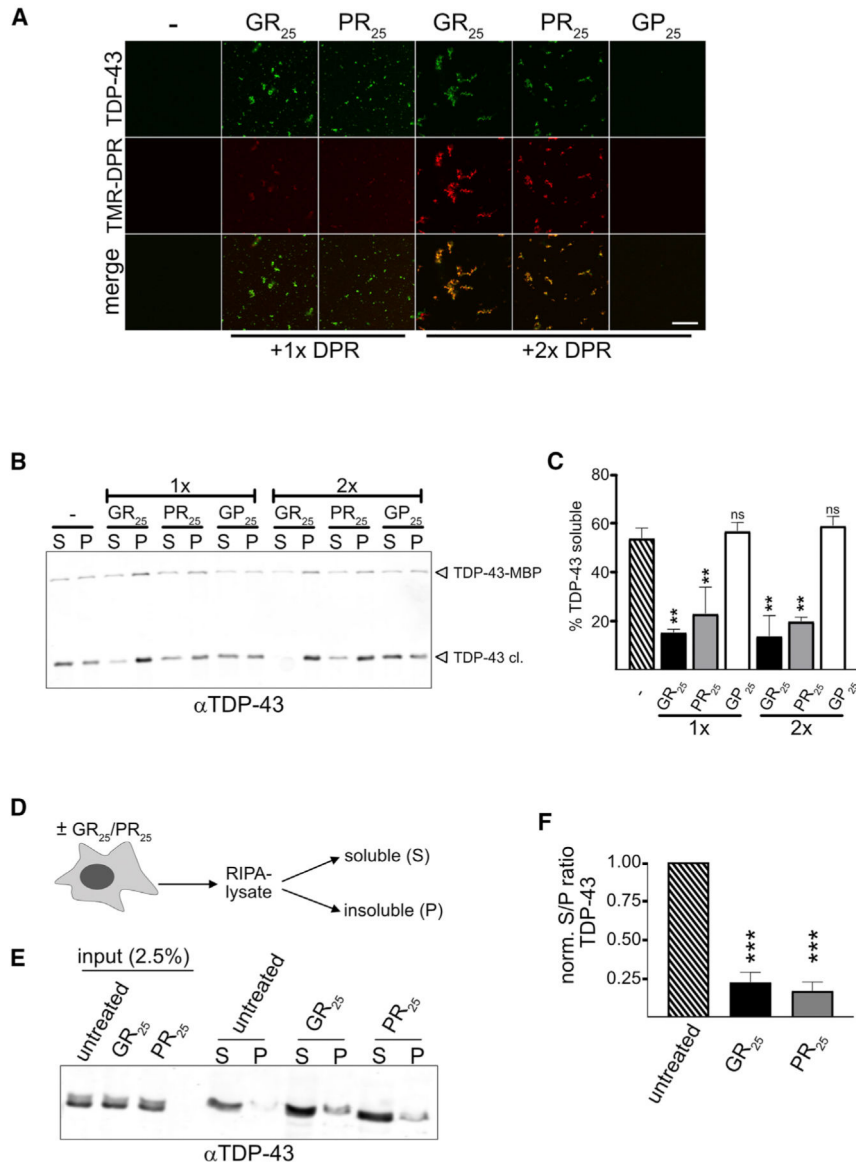 A
- GR25 PR25 GR25 PR25 GP25
TDP-43
TMR-DPR
merge
+1x DPR +2x DPR
B
1x 2x
- GR25 PR25 GP25 GR25 PR25 GP25
S P S P S P S P S P S P S P
TDP-43-MBP
TDP-43 cl.
αTDP-43
C
% TDP-43 soluble
80
60
40
20
** ** ns ** ** ns
- GR25 PR25 GP25 GR25 PR25 GP25
1x 2x
D
± GR25/PR25
RIPA-
lysate
soluble (S)
insoluble (P)
E
input (2.5%)
untreated GR25 PR25 untreated GR25 PR25
S P S P S P
αTDP-43
F
norm. S/P ratio
TDP-43
1.00
0.75
0.50
0.25
*** ***
untreated GR25 PR25